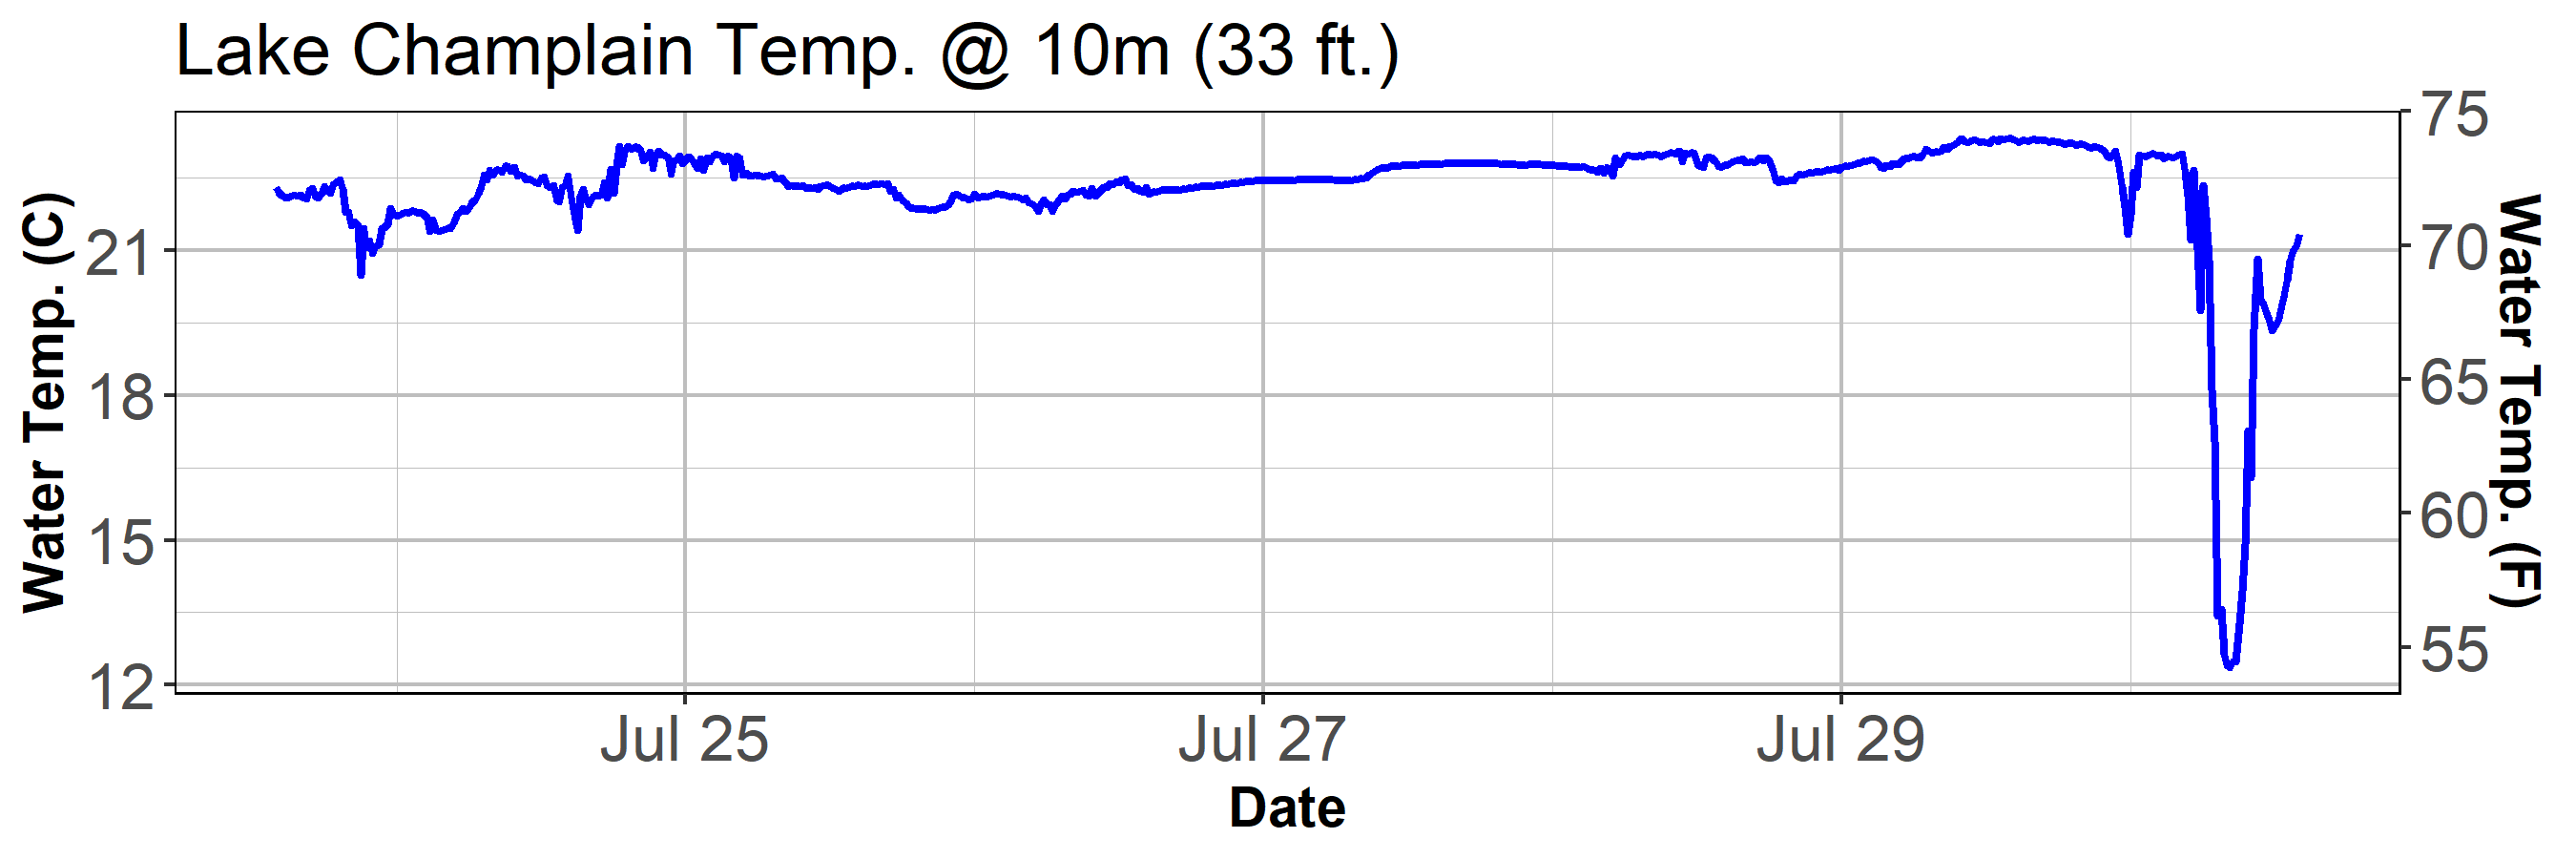 Lake Champlain Temp. @ 10m (33 ft.)
Water Temp. (C)
21
18
15
12
75
70
65
60
55
Water Temp. (F)
Jul 25
Jul 27
Jul 29
Date